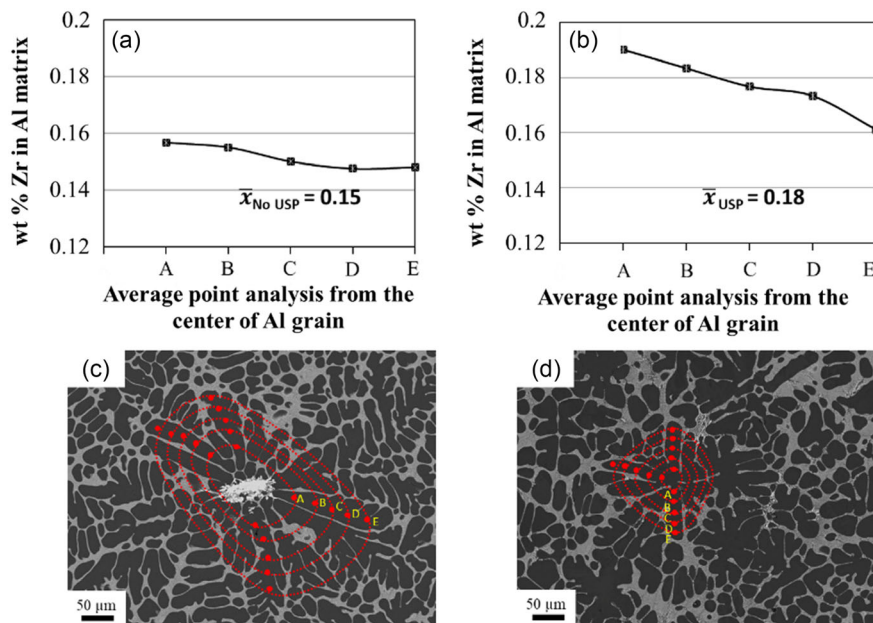 (a)
0.2
0.18
0.16
0.14
0.12
wt % Zr in Al matrix
x̅ No USP = 0.15
A B C D E
Average point analysis from the
center of Al grain
(b)
0.2
0.18
0.16
0.14
0.12
wt % Zr in Al matrix
x̅ USP = 0.18
A B C D E
Average point analysis from the
center of Al grain
(c)
A B C D E
50 µm
(d)
A
B
C
D
E
50 µm